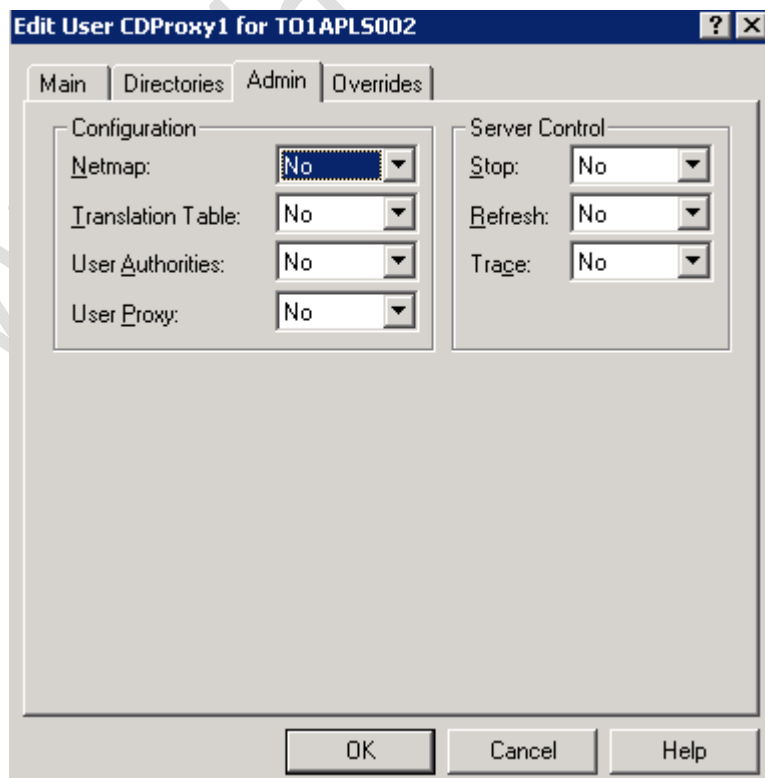 Edit User CDProxy1 for TO1APLS002
Main Directories Admin Overrides
Configuration
Netmap: No
Translation Table: No
User Authorities: No
User Proxy: No
Server Control
Stop: No
Refresh: No
Trace: No
OK Cancel Help